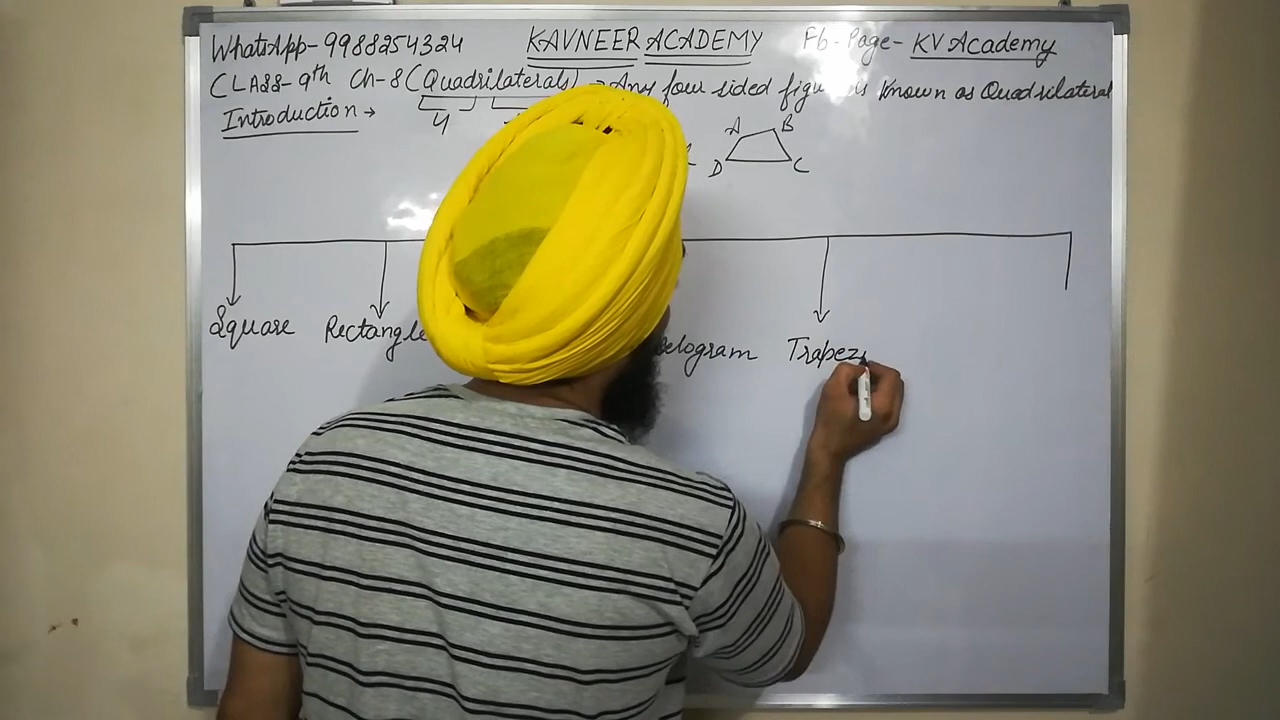 WhatsApp- 9988254324 KAVNEER ACADEMY Fb-Page- KV Academy
CLASS-9th Ch-8 (Quadrilaterals) → Any four sided figu is known as Quadrilateral
Introduction →
4
A B
D C
Square Rectangle elogram Trapez